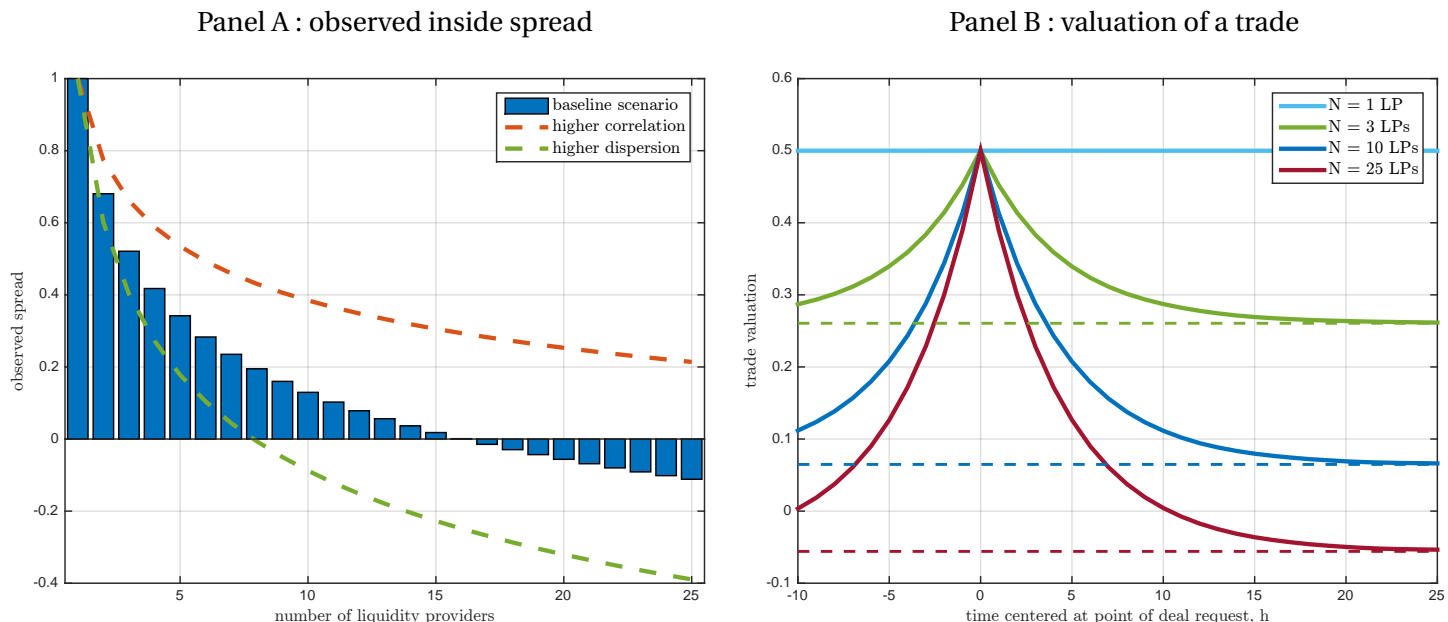 Panel A : observed inside spread
1
0.8
0.6
0.4
0.2
0
-0.2
-0.4
observed spread
baseline scenario
higher correlation
higher dispersion
5 10 15 20 25
number of liquidity providers
Panel B : valuation of a trade
0.6
0.5
0.4
0.3
0.2
0.1
0
-0.1
trade valuation
N = 1 LP
N = 3 LPs
N = 10 LPs
N = 25 LPs
-10 -5 0 5 10 15 20 25
time centered at point of deal request, h